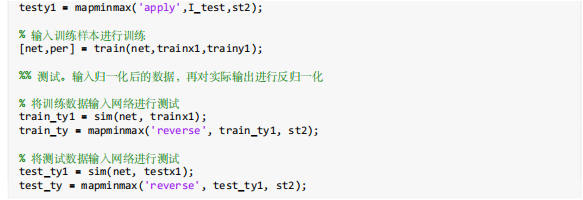 testy1 = mapminmax('apply',I_test,st2);
% 输入训练样本进行训练
[net,per] = train(net,trainx1,trainy1);
%% 测试。输入归一化后的数据，再对实际输出进行反归一化
% 将训练数据输入网络进行测试
train_ty1 = sim(net, trainx1);
train_ty = mapminmax('reverse', train_ty1, st2);
% 将测试数据输入网络进行测试
test_ty1 = sim(net, testx1);
test_ty = mapminmax('reverse', test_ty1, st2);